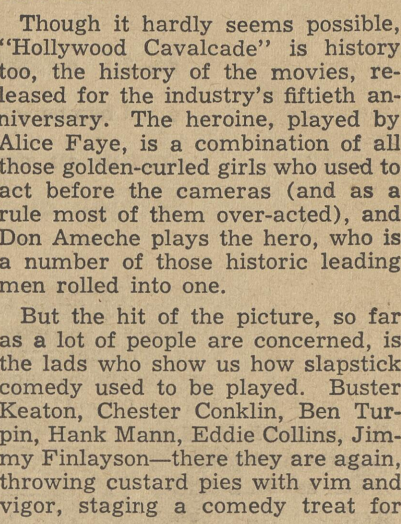 Though it hardly seems possible,
"Hollywood Cavalcade" is history
too, the history of the movies, re-
leased for the industry's fiftieth an-
niversary. The heroine, played by
Alice Faye, is a combination of all
those golden-curled girls who used to
act before the cameras (and as a
rule most of them over-acted), and
Don Ameche plays the hero, who is
a number of those historic leading
men rolled into one.
But the hit of the picture, so far
as a lot of people are concerned, is
the lads who show us how slapstick
comedy used to be played. Buster
Keaton, Chester Conklin, Ben Tur-
pin, Hank Mann, Eddie Collins, Jim-
my Finlayson—there they are again,
throwing custard pies with vim and
vigor, staging a comedy treat for